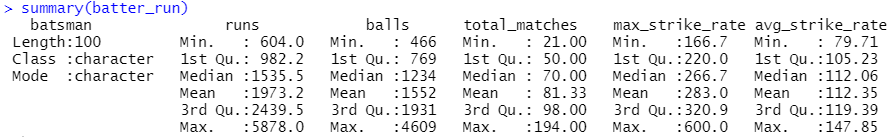 > summary(batter_run)
   batsman               runs            balls      total_matches    max_strike_rate avg_strike_rate
 Length:100         Min.   : 604.0   Min.   : 466   Min.   : 21.00   Min.   :166.7   Min.   : 79.71
 Class :character   1st Qu.: 982.2   1st Qu.: 769   1st Qu.: 50.00   1st Qu.:220.0   1st Qu.:105.23
 Mode  :character   Median :1535.5   Median :1234   Median : 70.00   Median :266.7   Median :112.06
                    Mean   :1973.2   Mean   :1552   Mean   : 81.33   Mean   :283.0   Mean   :112.35
                    3rd Qu.:2439.5   3rd Qu.:1931   3rd Qu.: 98.00   3rd Qu.:320.9   3rd Qu.:119.39
                    Max.   :5878.0   Max.   :4609   Max.   :194.00   Max.   :600.0   Max.   :147.85